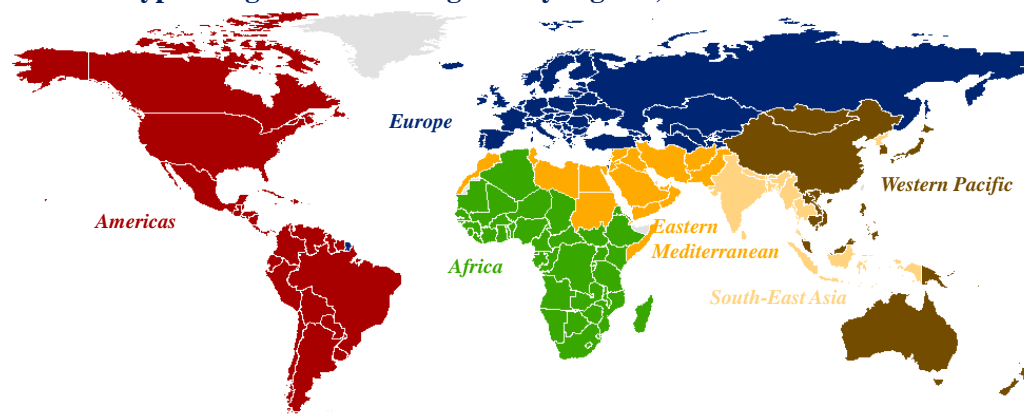 Europe
Western Pacific
Americas
Eastern
Mediterranean
Africa
South-East Asia